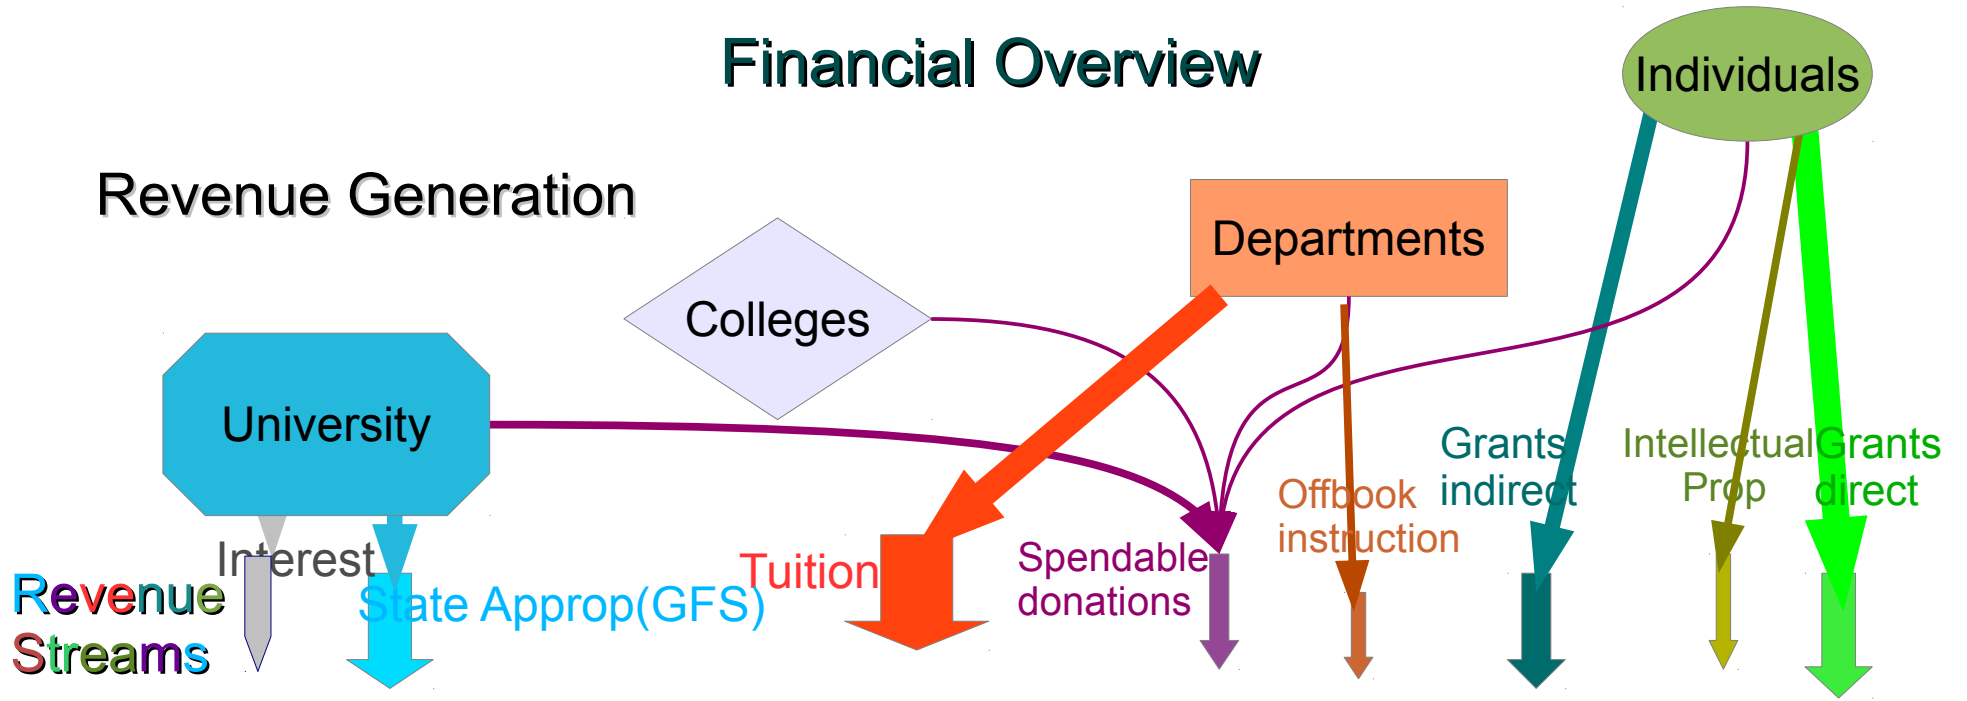 Financial Overview
Individuals
Revenue Generation
Departments
Colleges
University
Grants
indirect
Intellectual
Prop
Grants
direct
Offbook
instruction
Interest
Tuition
Spendable
donations
State Approp(GFS)
Revenue
Streams